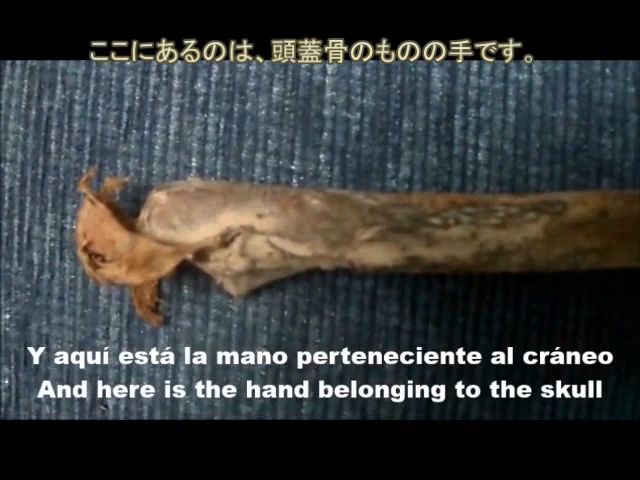 ここにあるのは、頭蓋骨のものの手です。
Y aquí está la mano perteneciente al cráneo
And here is the hand belonging to the skull